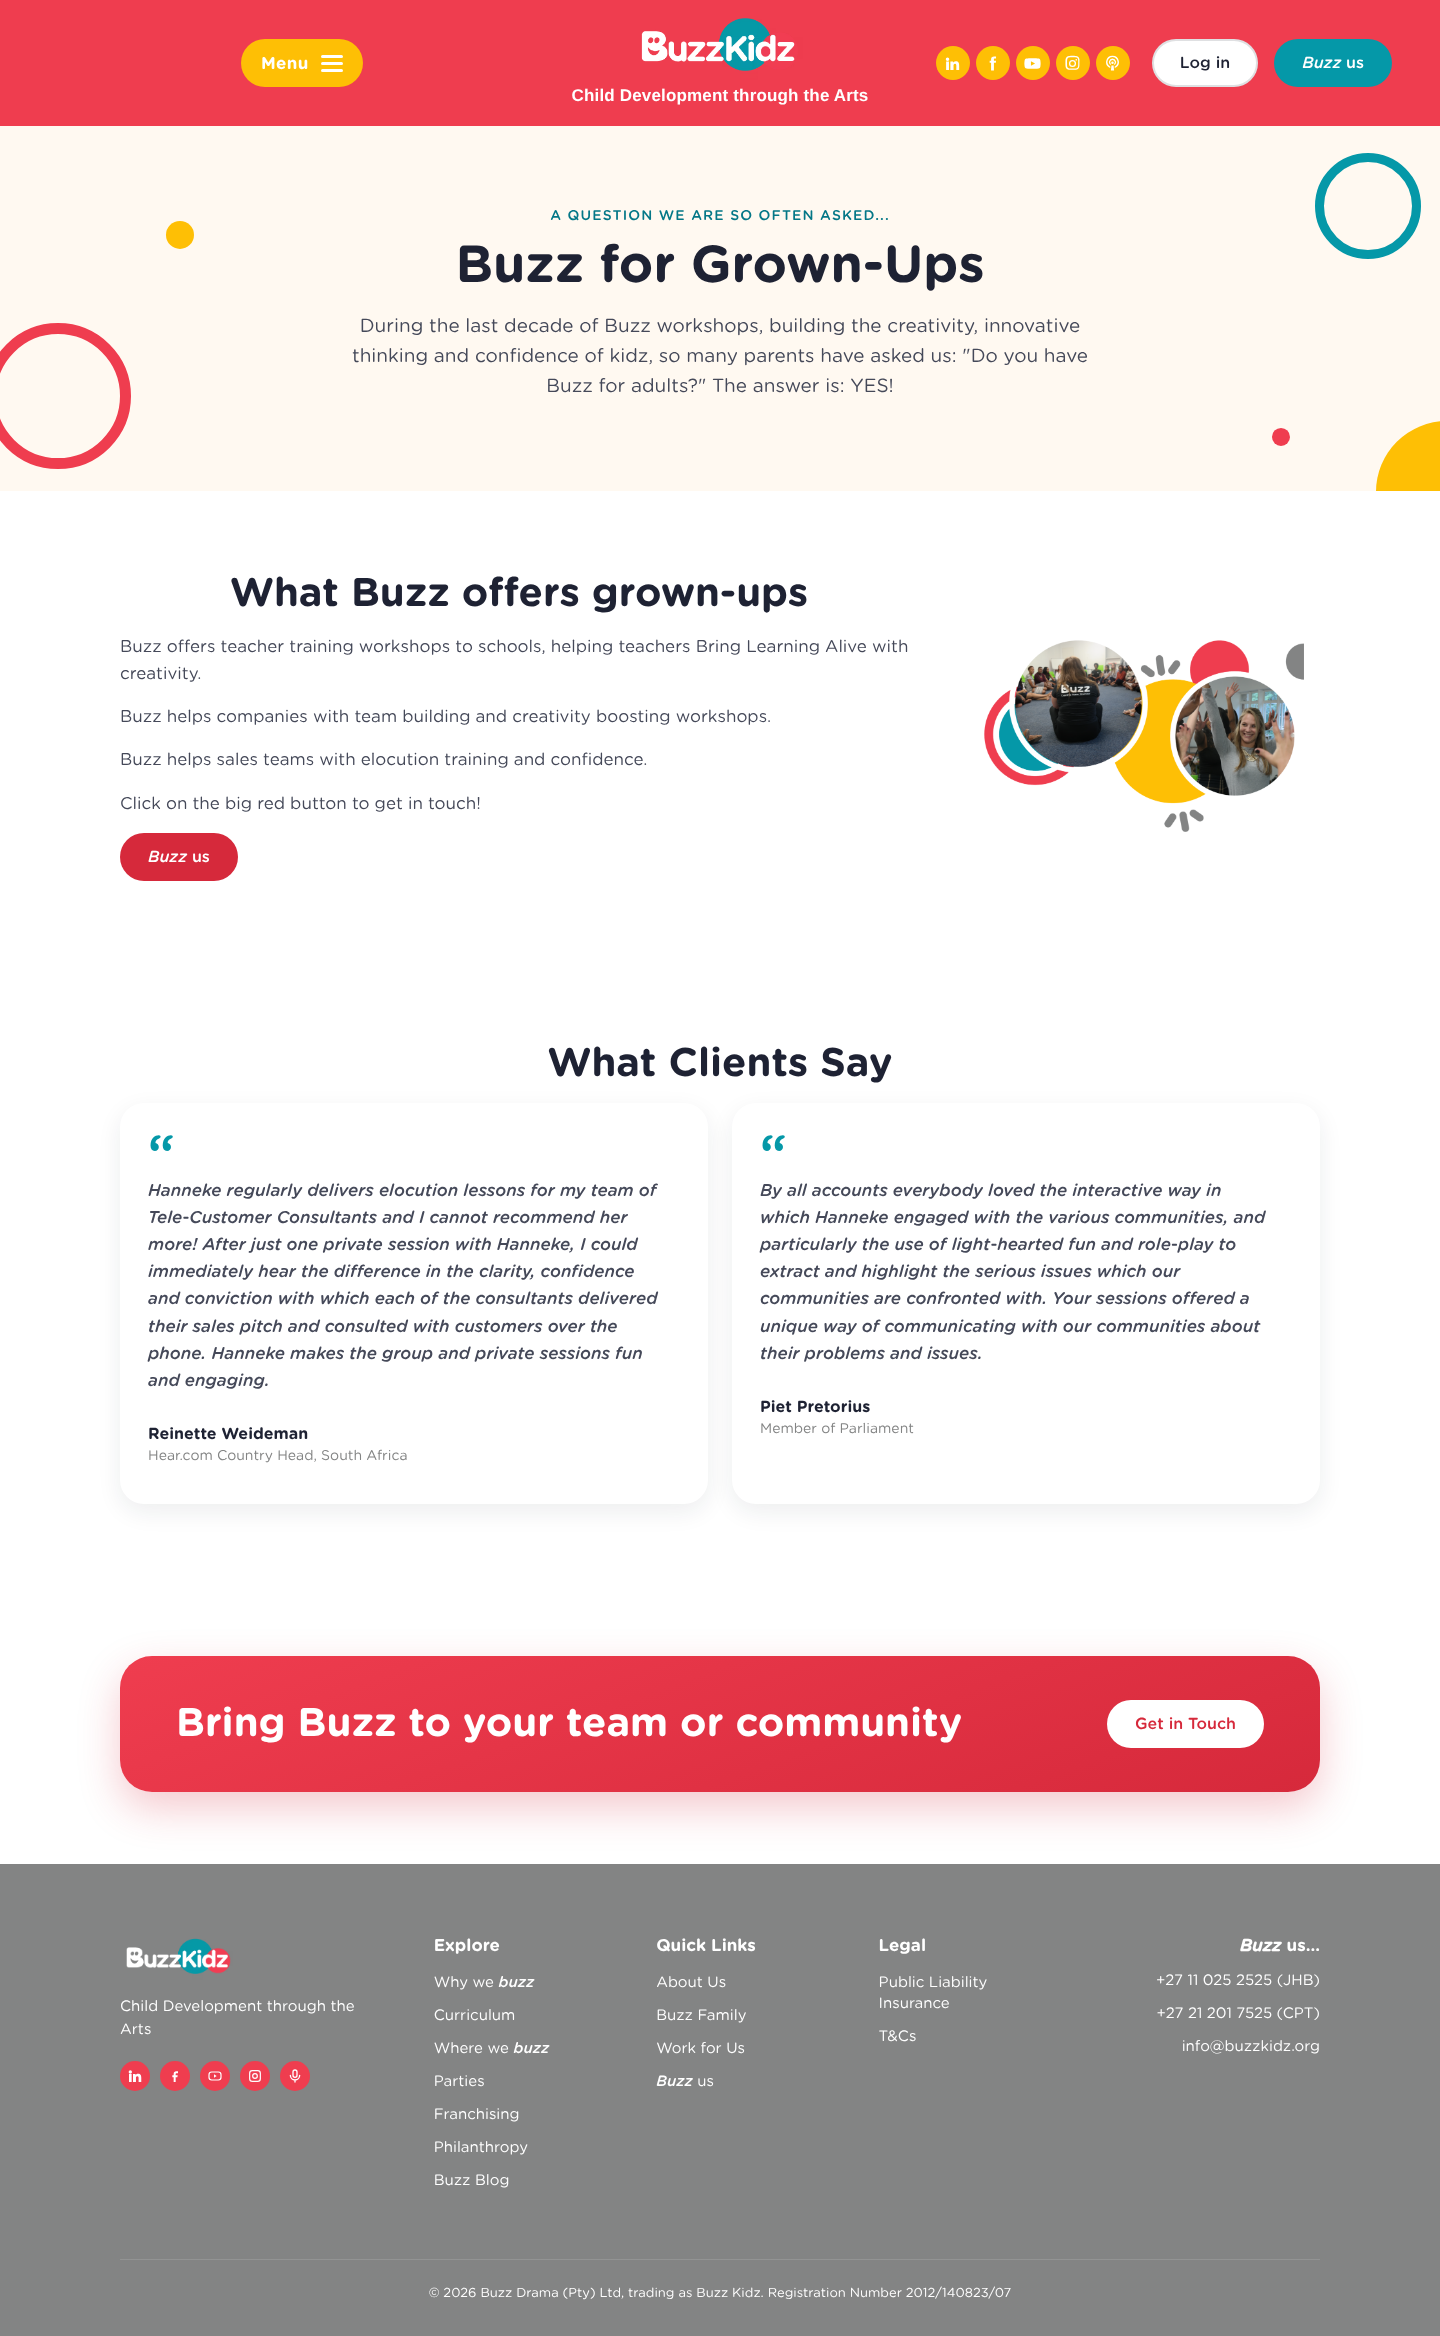 Menu
BuzzKidz
Child Development through the Arts
Log in
Buzz us
A QUESTION WE ARE SO OFTEN ASKED...
Buzz for Grown-Ups
During the last decade of Buzz workshops, building the creativity, innovative
thinking and confidence of kidz, so many parents have asked us: "Do you have
Buzz for adults?" The answer is: YES!
What Buzz offers grown-ups
Buzz offers teacher training workshops to schools, helping teachers Bring Learning Alive with
creativity.
Buzz helps companies with team building and creativity boosting workshops.
Buzz helps sales teams with elocution training and confidence.
Click on the big red button to get in touch!
Buzz us
Buzz
What Clients Say
“
Hanneke regularly delivers elocution lessons for my team of
Tele-Customer Consultants and I cannot recommend her
more! After just one private session with Hanneke, I could
immediately hear the difference in the clarity, confidence
and conviction with which each of the consultants delivered
their sales pitch and consulted with customers over the
phone. Hanneke makes the group and private sessions fun
and engaging.
Reinette Weideman
Hear.com Country Head, South Africa
“
By all accounts everybody loved the interactive way in
which Hanneke engaged with the various communities, and
particularly the use of light-hearted fun and role-play to
extract and highlight the serious issues which our
communities are confronted with. Your sessions offered a
unique way of communicating with our communities about
their problems and issues.
Piet Pretorius
Member of Parliament
Bring Buzz to your team or community
Get in Touch
BuzzKidz
Child Development through the
Arts
Explore
Why we buzz
Curriculum
Where we buzz
Parties
Franchising
Philanthropy
Buzz Blog
Quick Links
About Us
Buzz Family
Work for Us
Buzz us
Legal
Public Liability
Insurance
T&Cs
Buzz us...
+27 11 025 2525 (JHB)
+27 21 201 7525 (CPT)
info@buzzkidz.org
© 2026 Buzz Drama (Pty) Ltd, trading as Buzz Kidz. Registration Number 2012/140823/07